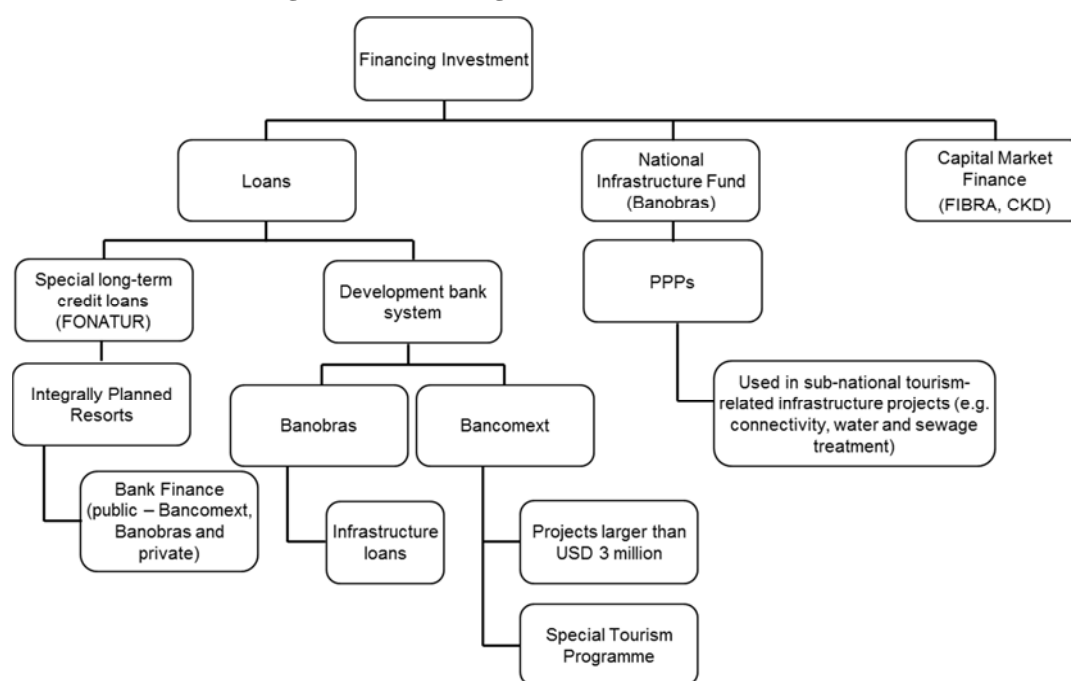 Financing Investment
Loans
National
Infrastructure Fund
(Banobras)
Capital Market
Finance
(FIBRA, CKD)
Special long-term
credit loans
(FONATUR)
Development bank
system
PPPs
Integrally Planned
Resorts
Banobras
Bancomext
Used in sub-national tourism-
related infrastructure projects (e.g.
connectivity, water and sewage
treatment)
Bank Finance
(public – Bancomext,
Banobras and
private)
Infrastructure
loans
Projects larger than
USD 3 million
Special Tourism
Programme